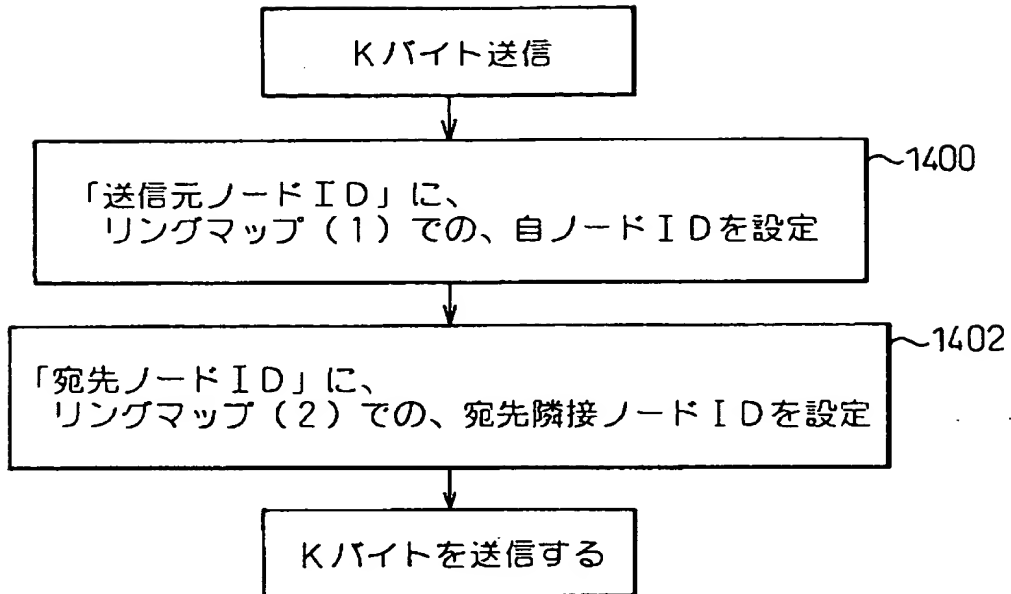 Kバイト送信
「送信元ノードID」に、
リングマップ(1)での、自ノードIDを設定
1400
「宛先ノードID」に、
リングマップ(2)での、宛先隣接ノードIDを設定
1402
Kバイトを送信する